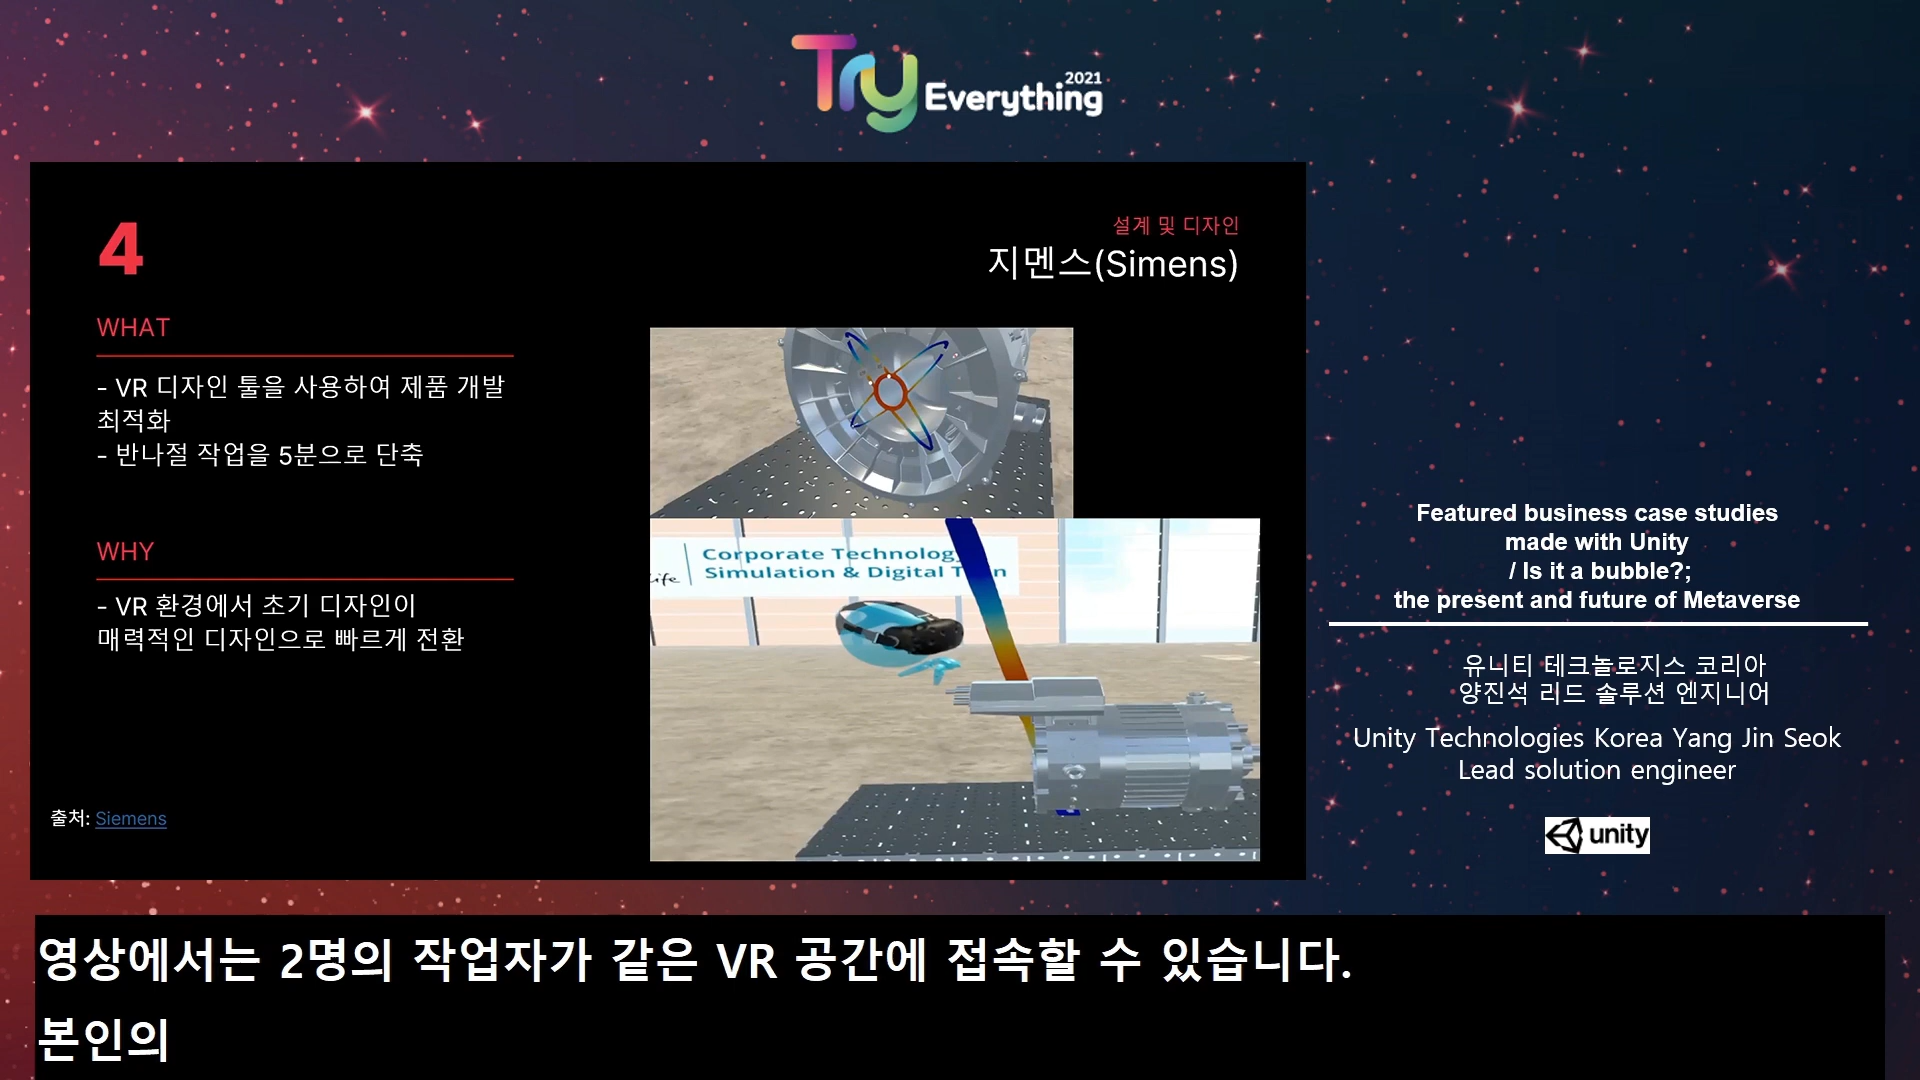 Try Everything 2021
4
설계 및 디자인
지멘스(Simens)
WHAT
- VR 디자인 툴을 사용하여 제품 개발
최적화
- 반나절 작업을 5분으로 단축
WHY
- VR 환경에서 초기 디자인이
매력적인 디자인으로 빠르게 전환
출처: Siemens
Corporate Technology
Simulation & Digital
Featured business case studies
made with Unity
/ Is it a bubble?;
the present and future of Metaverse
유니티 테크놀로지스 코리아
양진석 리드 솔루션 엔지니어
Unity Technologies Korea Yang Jin Seok
Lead solution engineer
unity
영상에서는 2명의 작업자가 같은 VR 공간에 접속할 수 있습니다.
본인의